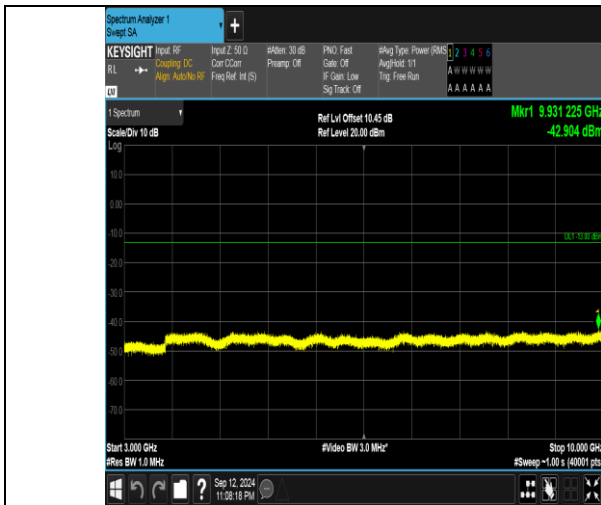 Spectrum Analyzer 1
Swept SA
+
KEYSIGHT
RL
Input: RF
Coupling: DC
Align: Auto/No RF
Input Z: 50 Ω
Corr CCorr
Freq Ref: Int (S)
#Atten: 30 dB
Preamp: Off
PNO: Fast
Gate: Off
IF Gain: Low
Sig Track: Off
#Avg Type: Power (RMS
Avg|Hold: 1/1
Trig: Free Run
1 2 3 4 5 6
A W W W W W
A A A A A A
1 Spectrum
Scale/Div 10 dB
Ref Lvl Offset 10.45 dB
Ref Level 20.00 dBm
Mkr1 9.931 225 GHz
-42.904 dBm
Log
10.0
0.00
-10.0
DL1 -13.00 dBm
-20.0
-30.0
-40.0
-50.0
-60.0
-70.0
Start 3.000 GHz
#Res BW 1.0 MHz
#Video BW 3.0 MHz*
Stop 10.000 GHz
#Sweep ~1.00 s (40001 pts)
?
Sep 12, 2024
11:08:18 PM